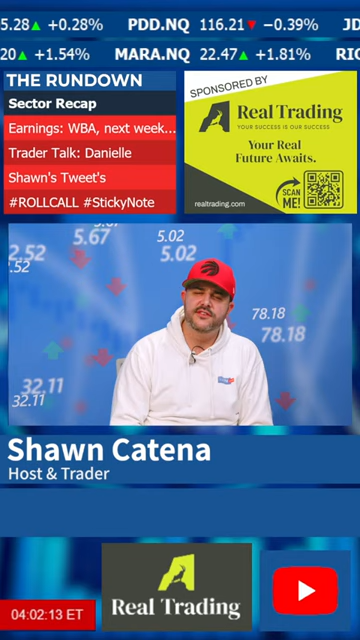 5.28▲ +0.28% PDD.NQ 116.21▼ −0.39% JD
20▲ +1.54% MARA.NQ 22.47▲ +1.81% RIO
THE RUNDOWN
Sector Recap
Earnings: WBA, next week...
Trader Talk: Danielle
Shawn's Tweet's
#ROLLCALL #StickyNote
SPONSORED BY
Real Trading
YOUR SUCCESS IS OUR SUCCESS
Your Real
Future Awaits.
SCAN
ME!
realtrading.com
5.67
5.02
5.02
2.52
.52
78.18
78.18
32.11
32.11
Shawn Catena
Host & Trader
04:02:13 ET
Real Trading